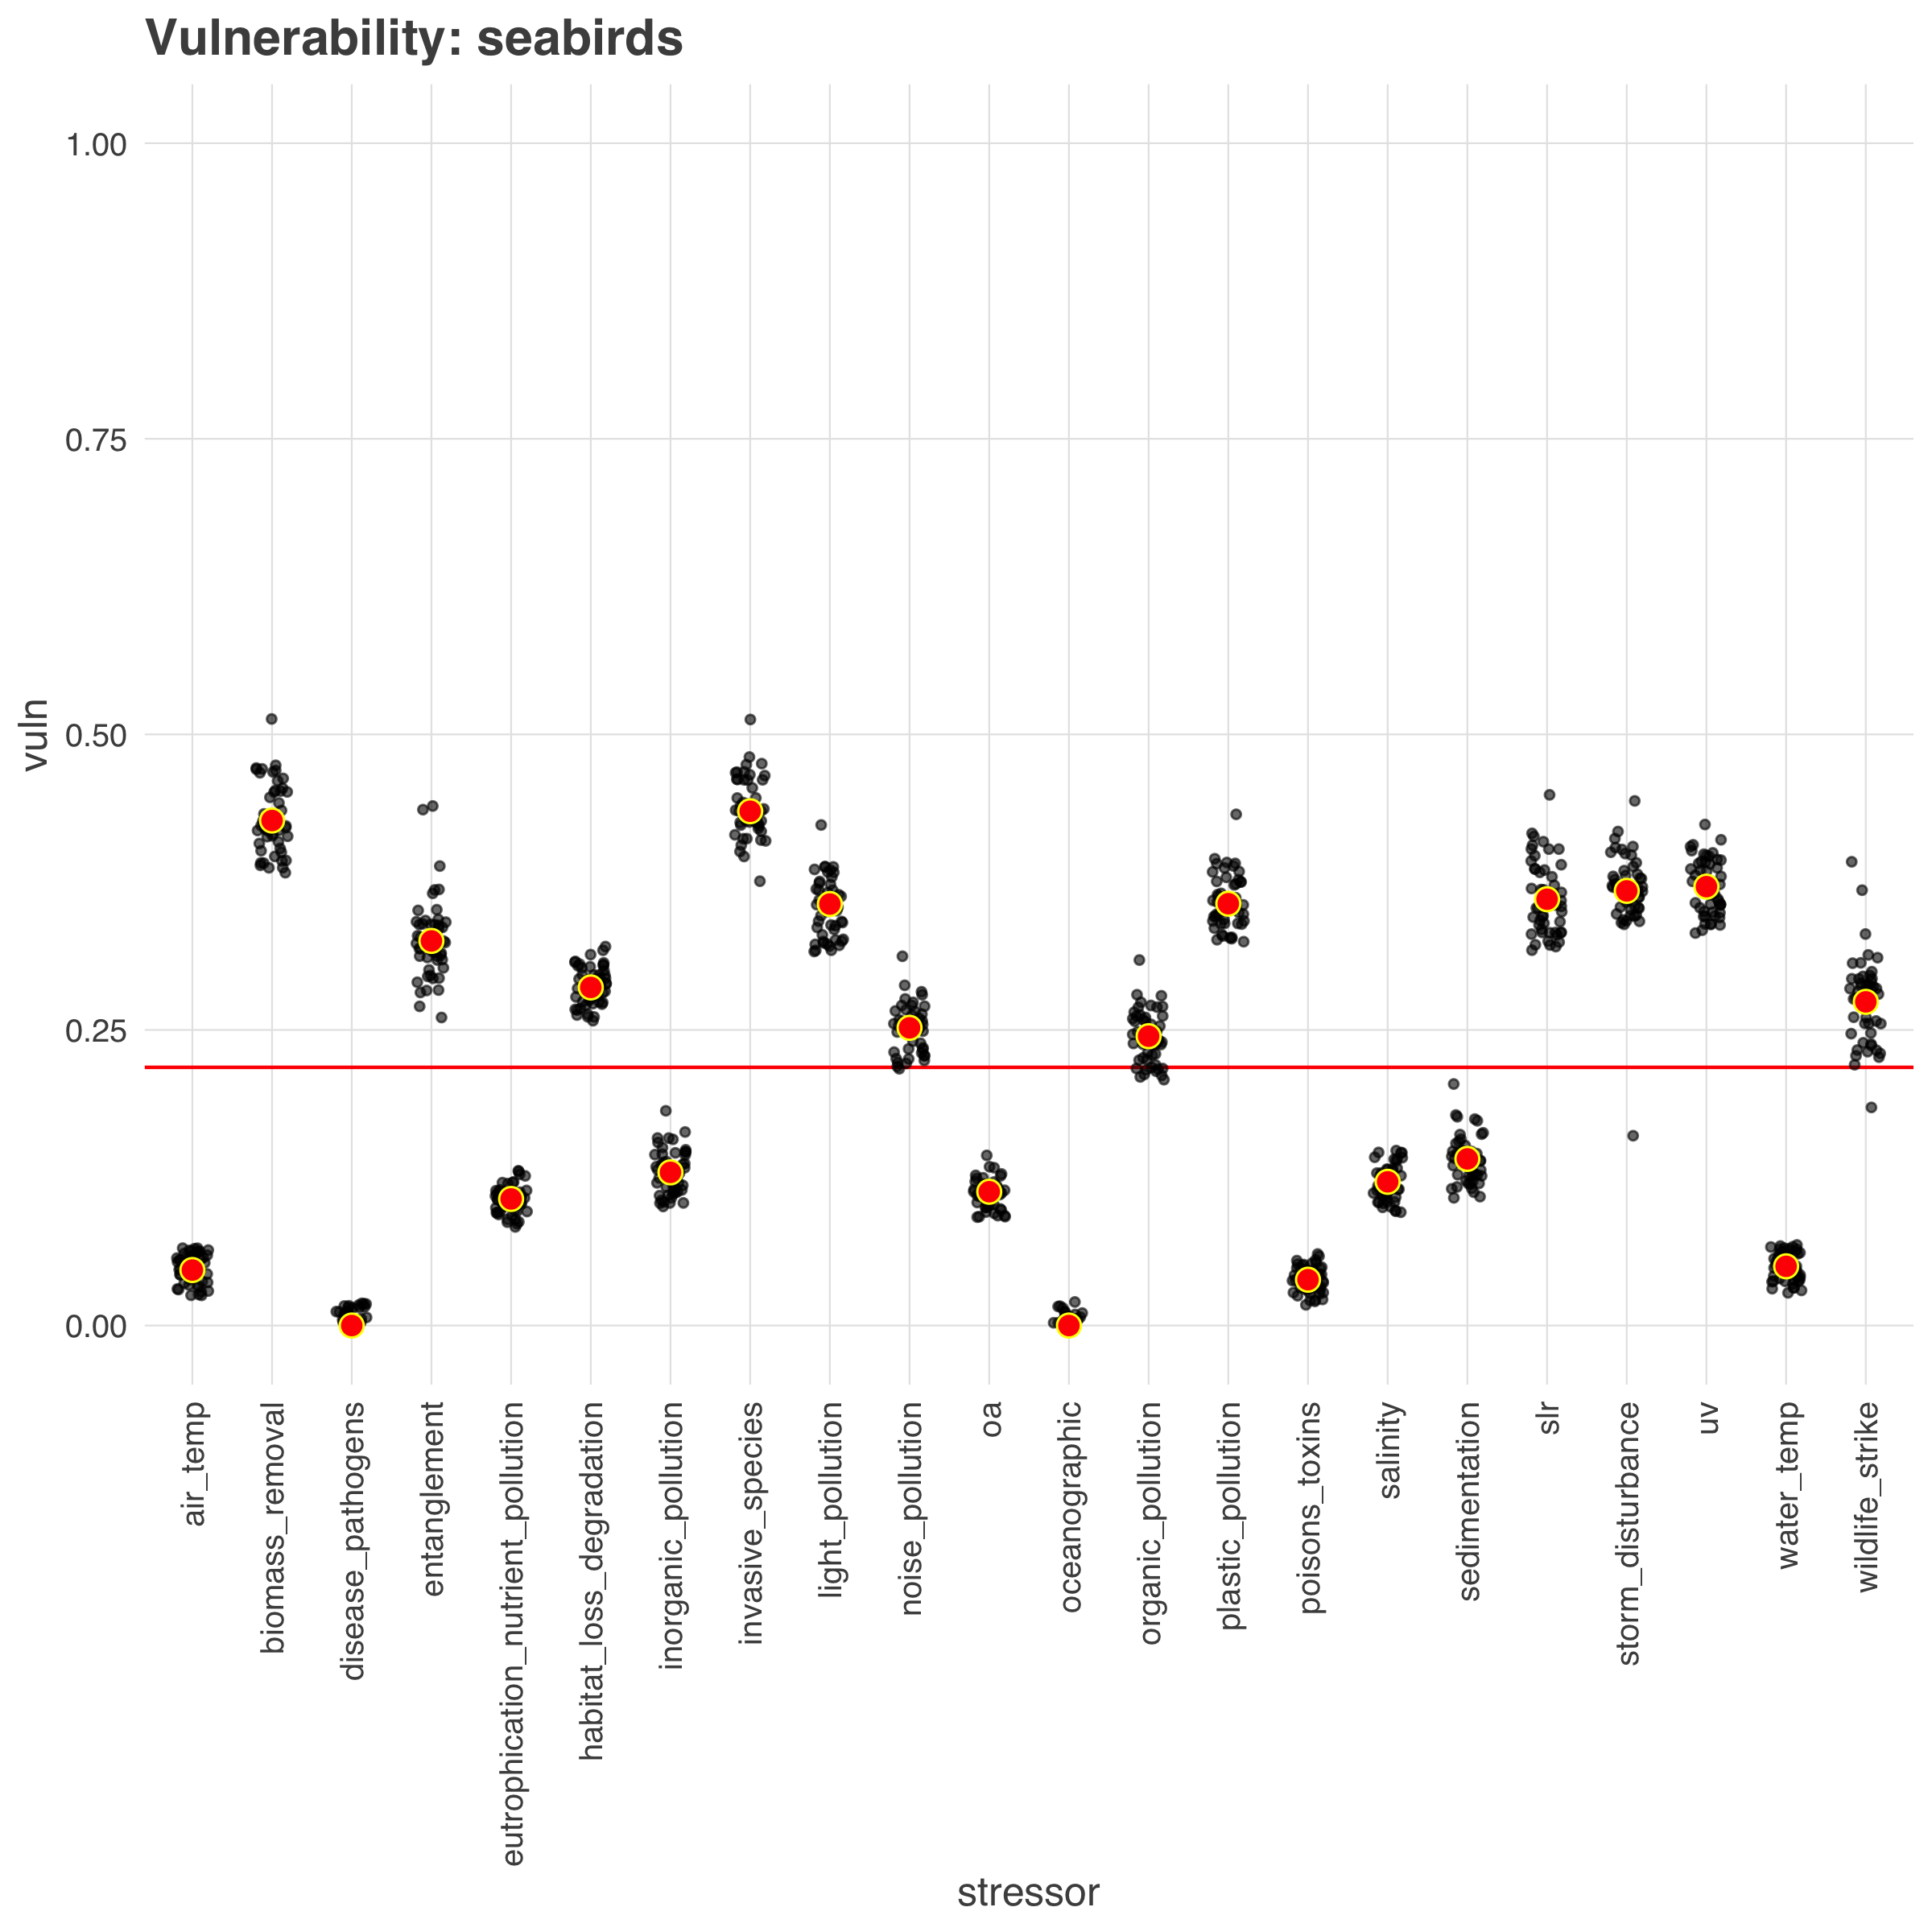 Vulnerability: seabirds
1.00
0.75
0.50
0.25
0.00
vuln
air_temp
biomass_removal
disease_pathogens
entanglement
eutrophication_nutrient_pollution
habitat_loss_degradation
inorganic_pollution
invasive_species
light_pollution
noise_pollution
oa
oceanographic
organic_pollution
plastic_pollution
poisons_toxins
salinity
sedimentation
slr
storm_disturbance
uv
water_temp
wildlife_strike
stressor